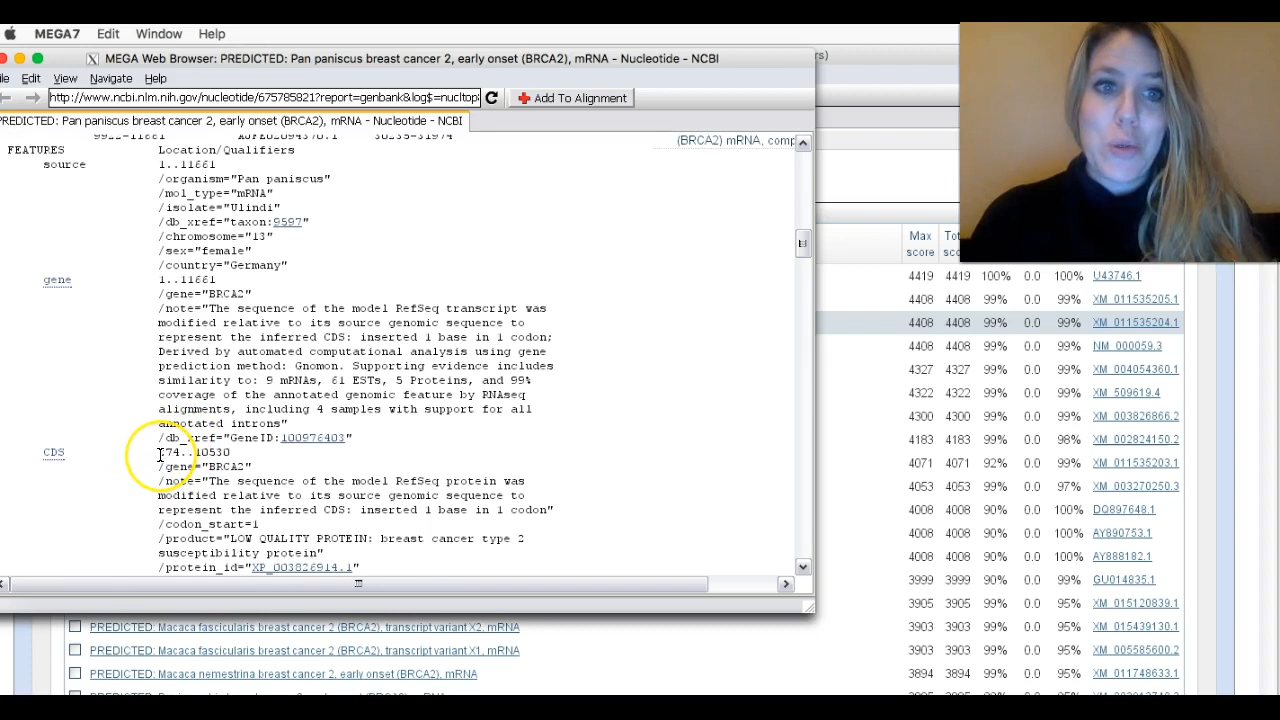 MEGA7 Edit Window Help
MEGA Web Browser: PREDICTED: Pan paniscus breast cancer 2, early onset (BRCA2), mRNA - Nucleotide - NCBI
Edit View Navigate Help
http://www.ncbi.nlm.nih.gov/nucleotide/675785821?report=genbank&log$=nucltop Add To Alignment
PREDICTED: Pan paniscus breast cancer 2, early onset (BRCA2), mRNA - Nucleotide - NCBI
(BRCA2) mRNA, comp
FEATURES Location/Qualifiers
source 1..11661
/organism="Pan paniscus"
/mol_type="mRNA"
/isolate="Ulindi"
/db_xref="taxon:9597"
/chromosome="13"
/sex="female"
/country="Germany"
gene 1..11661
/gene="BRCA2"
/note="The sequence of the model RefSeq transcript was
modified relative to its source genomic sequence to
represent the inferred CDS: inserted 1 base in 1 codon;
Derived by automated computational analysis using gene
prediction method: Gnomon. Supporting evidence includes
similarity to: 9 mRNAs, 61 ESTs, 5 Proteins, and 99%
coverage of the annotated genomic feature by RNAseq
alignments, including 4 samples with support for all
annotated introns"
/db_xref="GeneID:100976403"
CDS 
/gene="BRCA2"
/note="The sequence of the model RefSeq protein was
modified relative to its source genomic sequence to
represent the inferred CDS: inserted 1 base in 1 codon"
/codon_start=1
/product="LOW QUALITY PROTEIN: breast cancer type 2
susceptibility protein"
/protein_id="XP_003826914.1"
Max score
4419 4419 100% 0.0 100% U43746.1
4408 4408 99% 0.0 99% XM_011535205.1
4408 4408 99% 0.0 99% XM_011535204.1
4408 4408 99% 0.0 99% NM_000059.3
4327 4327 99% 0.0 99% XM_004054360.1
4322 4322 99% 0.0 99% XM_509619.4
4300 4300 99% 0.0 99% XM_003826866.2
4183 4183 99% 0.0 98% XM_002824150.2
4071 4071 92% 0.0 99% XM_011535203.1
4053 4053 99% 0.0 97% XM_003270250.3
4008 4008 90% 0.0 100% DQ897648.1
4008 4008 90% 0.0 100% AY890753.1
4008 4008 90% 0.0 100% AY888182.1
3999 3999 90% 0.0 99% GU014835.1
3905 3905 99% 0.0 95% XM_015120839.1
PREDICTED: Macaca fascicularis breast cancer 2 (BRCA2), transcript variant X2, mRNA 3903 3903 99% 0.0 95% XM_015439130.1
PREDICTED: Macaca fascicularis breast cancer 2 (BRCA2), transcript variant X1, mRNA 3903 3903 99% 0.0 95% XM_005585600.2
PREDICTED: Macaca nemestrina breast cancer 2, early onset (BRCA2), mRNA 3894 3894 99% 0.0 95% XM_011748633.1